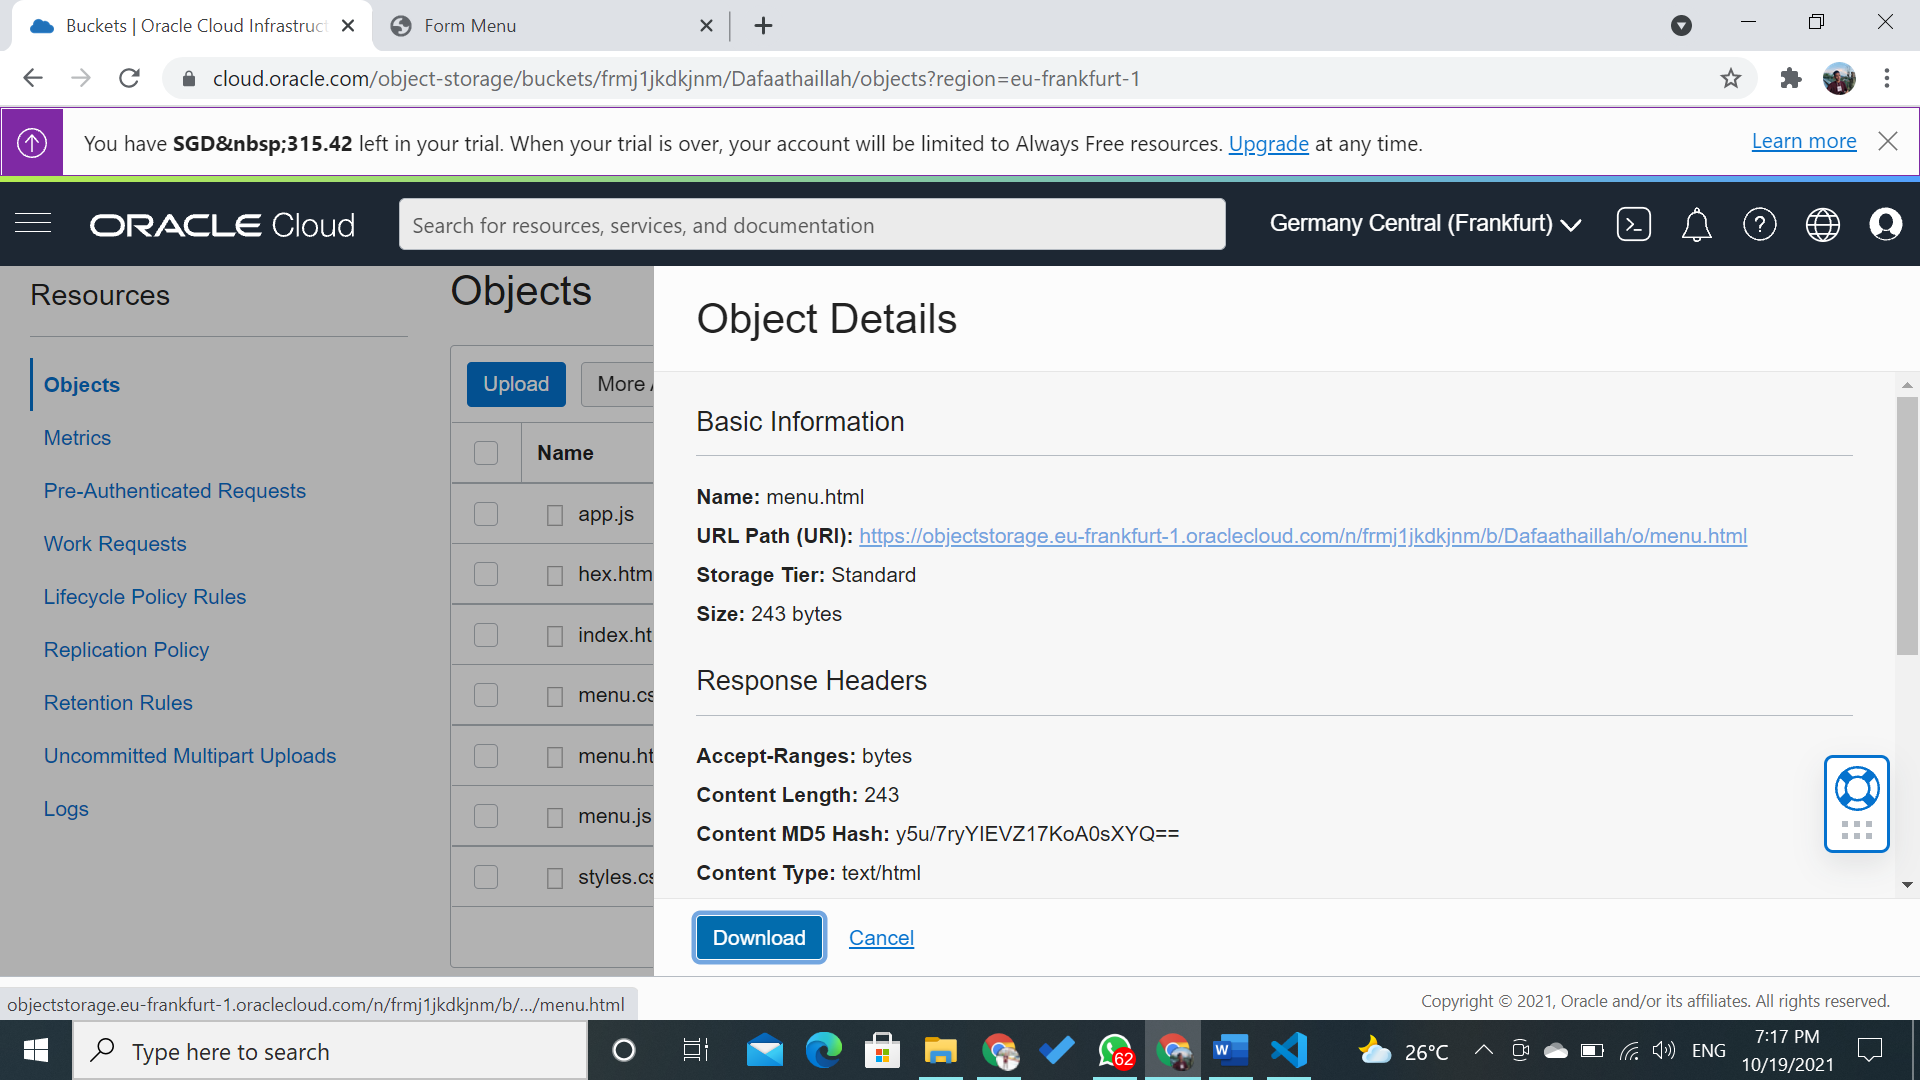 Buckets | Oracle Cloud Infrastruct
Form Menu
cloud.oracle.com/object-storage/buckets/frmj1jkdkjnm/Dafaathaillah/objects?region=eu-frankfurt-1
You have SGD&nbsp;315.42 left in your trial. When your trial is over, your account will be limited to Always Free resources. Upgrade at any time.
Learn more
ORACLE Cloud
Search for resources, services, and documentation
Germany Central (Frankfurt)
Resources
Objects
Metrics
Pre-Authenticated Requests
Work Requests
Lifecycle Policy Rules
Replication Policy
Retention Rules
Uncommitted Multipart Uploads
Logs
Objects
Upload
More A
Name
app.js
hex.htm
index.ht
menu.cs
menu.ht
menu.js
styles.cs
Object Details
Basic Information
Name: menu.html
URL Path (URI): https://objectstorage.eu-frankfurt-1.oraclecloud.com/n/frmj1jkdkjnm/b/Dafaathaillah/o/menu.html
Storage Tier: Standard
Size: 243 bytes
Response Headers
Accept-Ranges: bytes
Content Length: 243
Content MD5 Hash: y5u/7ryYIEVZ17KoA0sXYQ==
Content Type: text/html
Download
Cancel
objectstorage.eu-frankfurt-1.oraclecloud.com/n/frmj1jkdkjnm/b/.../menu.html
Copyright © 2021, Oracle and/or its affiliates. All rights reserved.
Type here to search
62
26°C
ENG
7:17 PM
10/19/2021